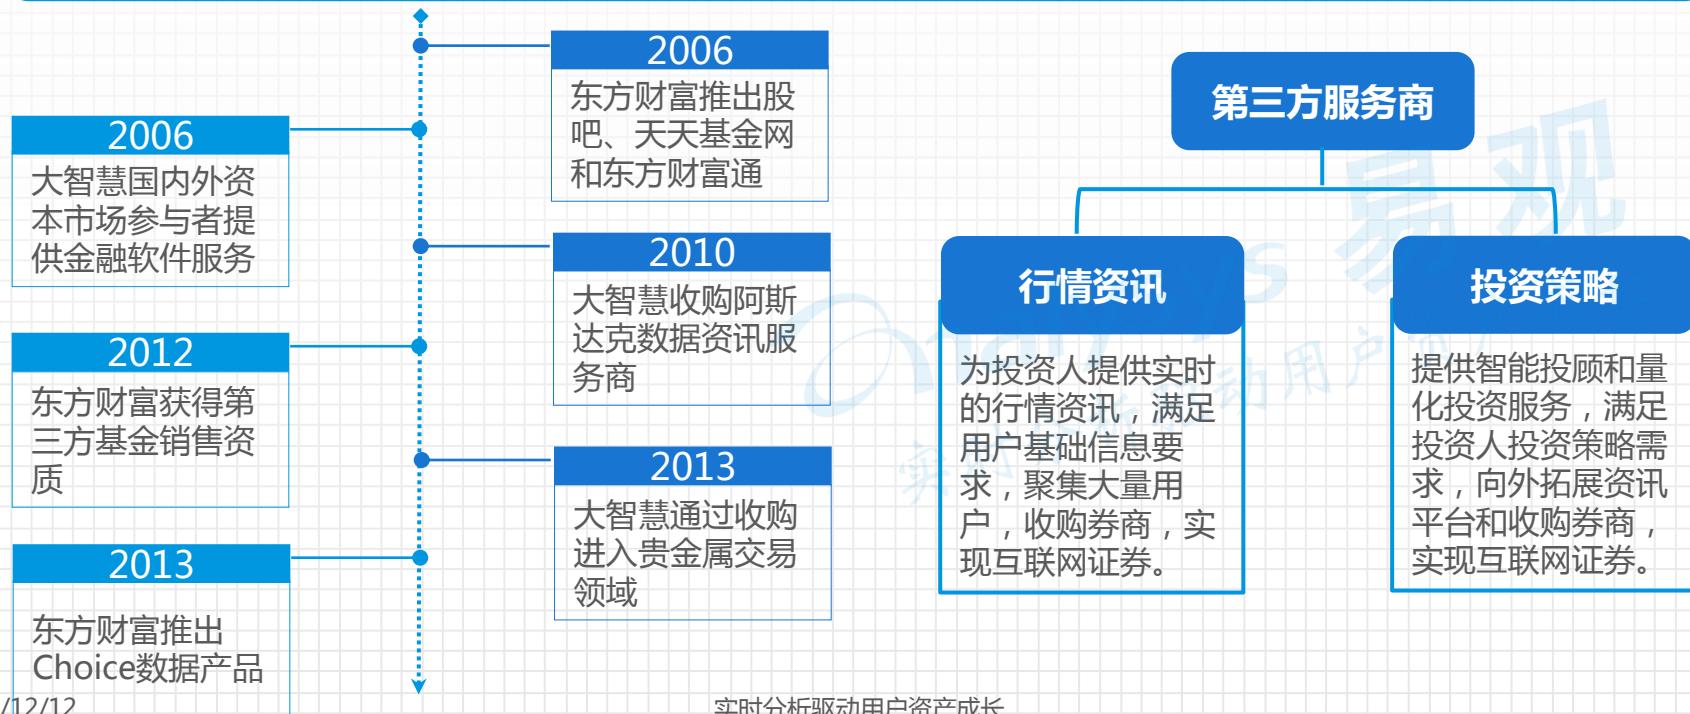 2006
东方财富推出股
吧、天天基金网
和东方财富通
2006
大智慧国内外资
本市场参与者提
供金融软件服务
2010
大智慧收购阿斯
达克数据资讯服
务商
2012
东方财富获得第
三方基金销售资
质
2013
大智慧通过收购
进入贵金属交易
领域
2013
东方财富推出
Choice数据产品
第三方服务商
行情资讯
为投资人提供实时
的行情资讯，满足
用户基础信息要
求，聚集大量用
户，收购券商，实
现互联网证券。
投资策略
提供智能投顾和量
化投资服务，满足
投资人投资策略需
求，向外拓展资讯
平台和收购券商，
实现互联网证券。
易观
/12/12
实时分析驱动用户资产成长